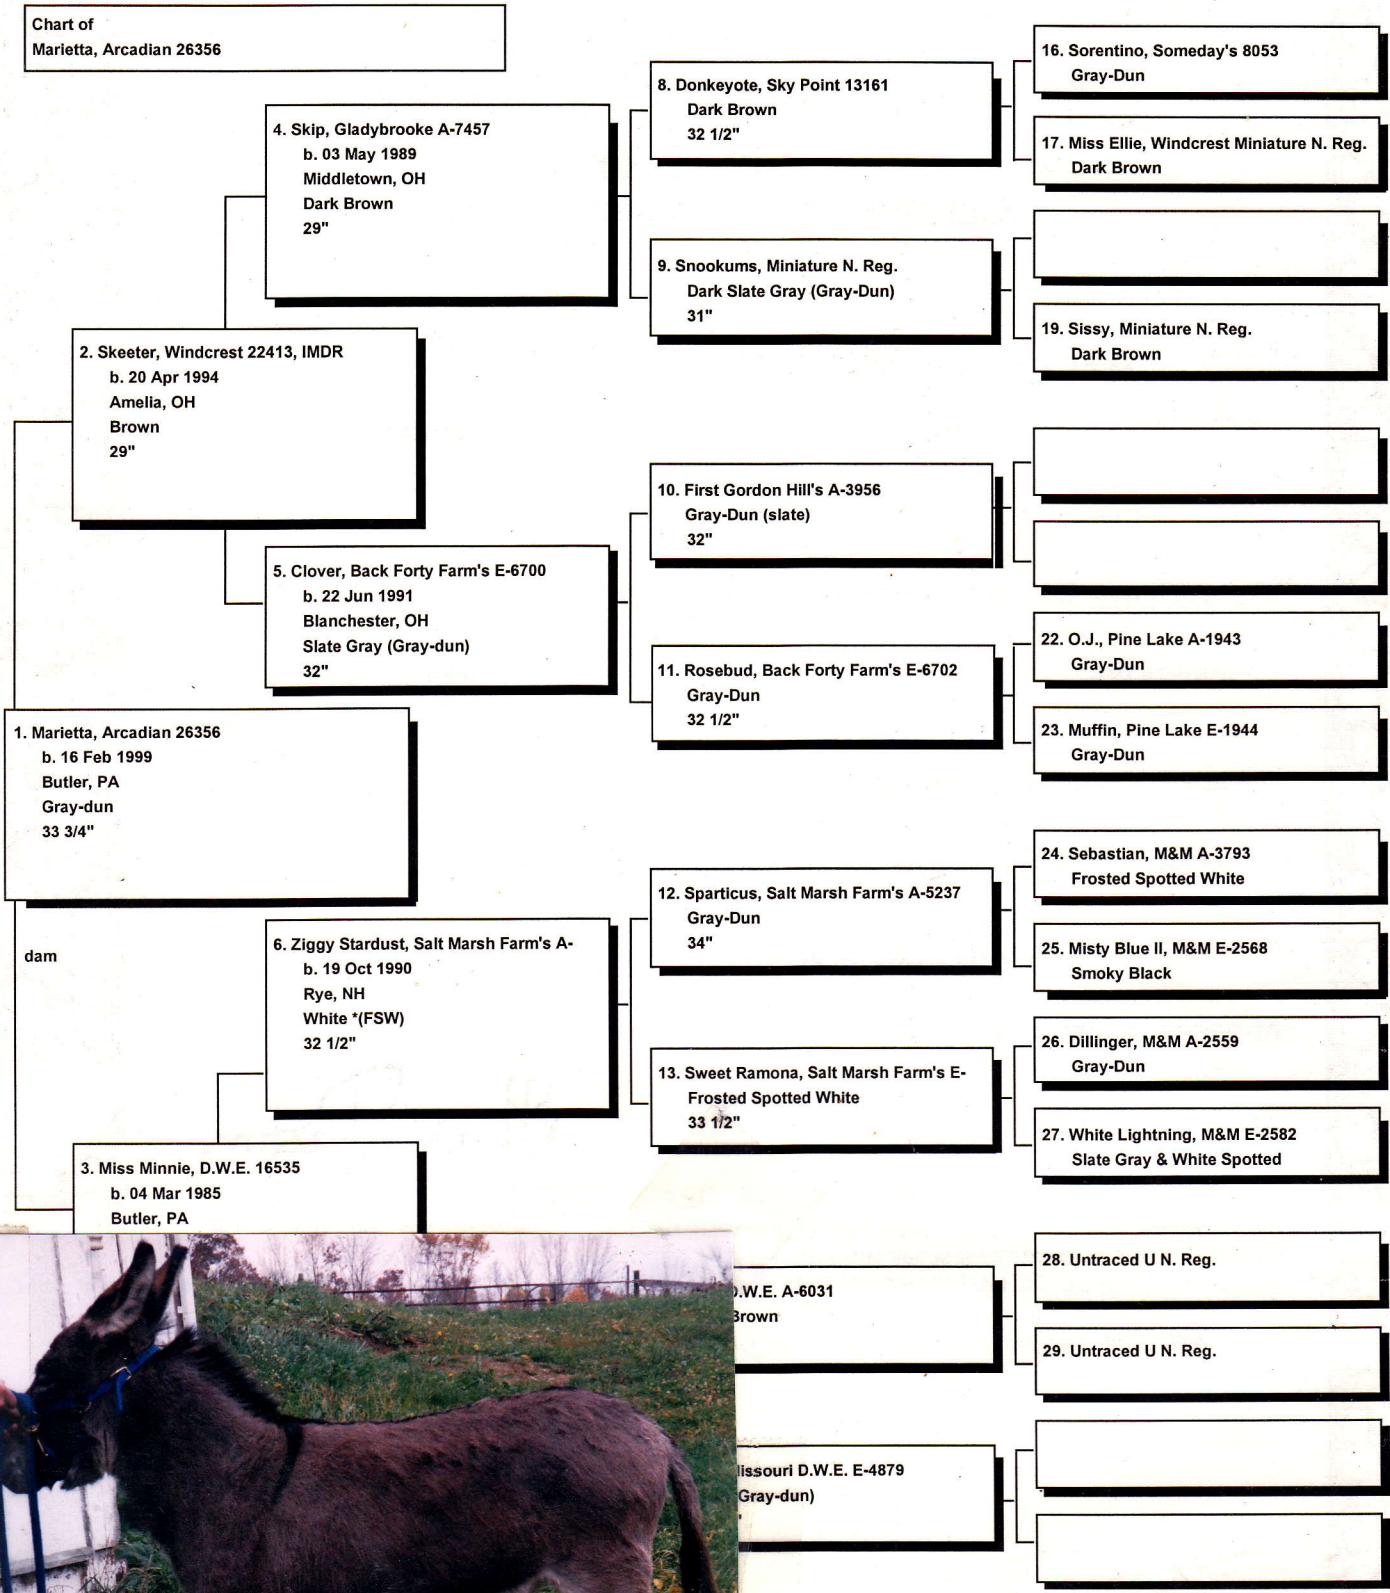 Chart of
Marietta, Arcadian 26356
1. Marietta, Arcadian 26356
b. 16 Feb 1999
Butler, PA
Gray-dun
33 3/4"
dam
2. Skeeter, Windcrest 22413, IMDR
b. 20 Apr 1994
Amelia, OH
Brown
29"
3. Miss Minnie, D.W.E. 16535
b. 04 Mar 1985
Butler, PA
4. Skip, Gladybrooke A-7457
b. 03 May 1989
Middletown, OH
Dark Brown
29"
5. Clover, Back Forty Farm's E-6700
b. 22 Jun 1991
Blanchester, OH
Slate Gray (Gray-dun)
32"
6. Ziggy Stardust, Salt Marsh Farm's A-
b. 19 Oct 1990
Rye, NH
White *(FSW)
32 1/2"
8. Donkeyote, Sky Point 13161
Dark Brown
32 1/2"
9. Snookums, Miniature N. Reg.
Dark Slate Gray (Gray-Dun)
31"
10. First Gordon Hill's A-3956
Gray-Dun (slate)
32"
11. Rosebud, Back Forty Farm's E-6702
Gray-Dun
32 1/2"
12. Sparticus, Salt Marsh Farm's A-5237
Gray-Dun
34"
13. Sweet Ramona, Salt Marsh Farm's E-
Frosted Spotted White
33 1/2"
.W.E. A-6031
Brown
issouri D.W.E. E-4879
Gray-dun)
"
16. Sorentino, Someday's 8053
Gray-Dun
17. Miss Ellie, Windcrest Miniature N. Reg.
Dark Brown
19. Sissy, Miniature N. Reg.
Dark Brown
22. O.J., Pine Lake A-1943
Gray-Dun
23. Muffin, Pine Lake E-1944
Gray-Dun
24. Sebastian, M&M A-3793
Frosted Spotted White
25. Misty Blue II, M&M E-2568
Smoky Black
26. Dillinger, M&M A-2559
Gray-Dun
27. White Lightning, M&M E-2582
Slate Gray & White Spotted
28. Untraced U N. Reg.
29. Untraced U N. Reg.